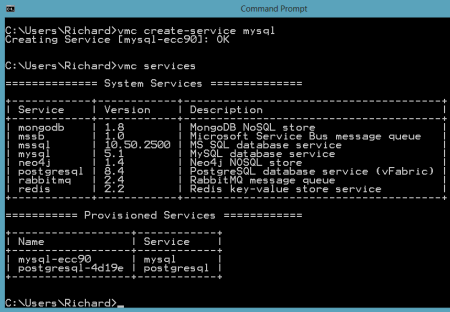 Command Prompt
C:\Users\Richard>vmc create-service mysql
Creating Service [mysql-ecc90]: OK
C:\Users\Richard>vmc services
============= System Services ==============
+------------+------------+---------------------------------------+
| Service | Version | Description |
+------------+------------+---------------------------------------+
| mongodb | 1.8 | MongoDB NoSQL store |
| mssb | 1.0 | Microsoft Service Bus message queue |
| mssql | 10.50.2500 | MS SQL database service |
| mysql | 5.1 | MySQL database service |
| neo4j | 1.4 | Neo4j NOSQL store |
| postgresql | 8.4 | PostgreSQL database service (vFabric) |
| rabbitmq | 2.4 | RabbitMQ message queue |
| redis | 2.2 | Redis key-value store service |
+------------+------------+---------------------------------------+
=========== Provisioned Services ============
+------------------+------------+
| Name | Service |
+------------------+------------+
| mysql-ecc90 | mysql |
| postgresql-4d19e | postgresql |
+------------------+------------+
C:\Users\Richard>_